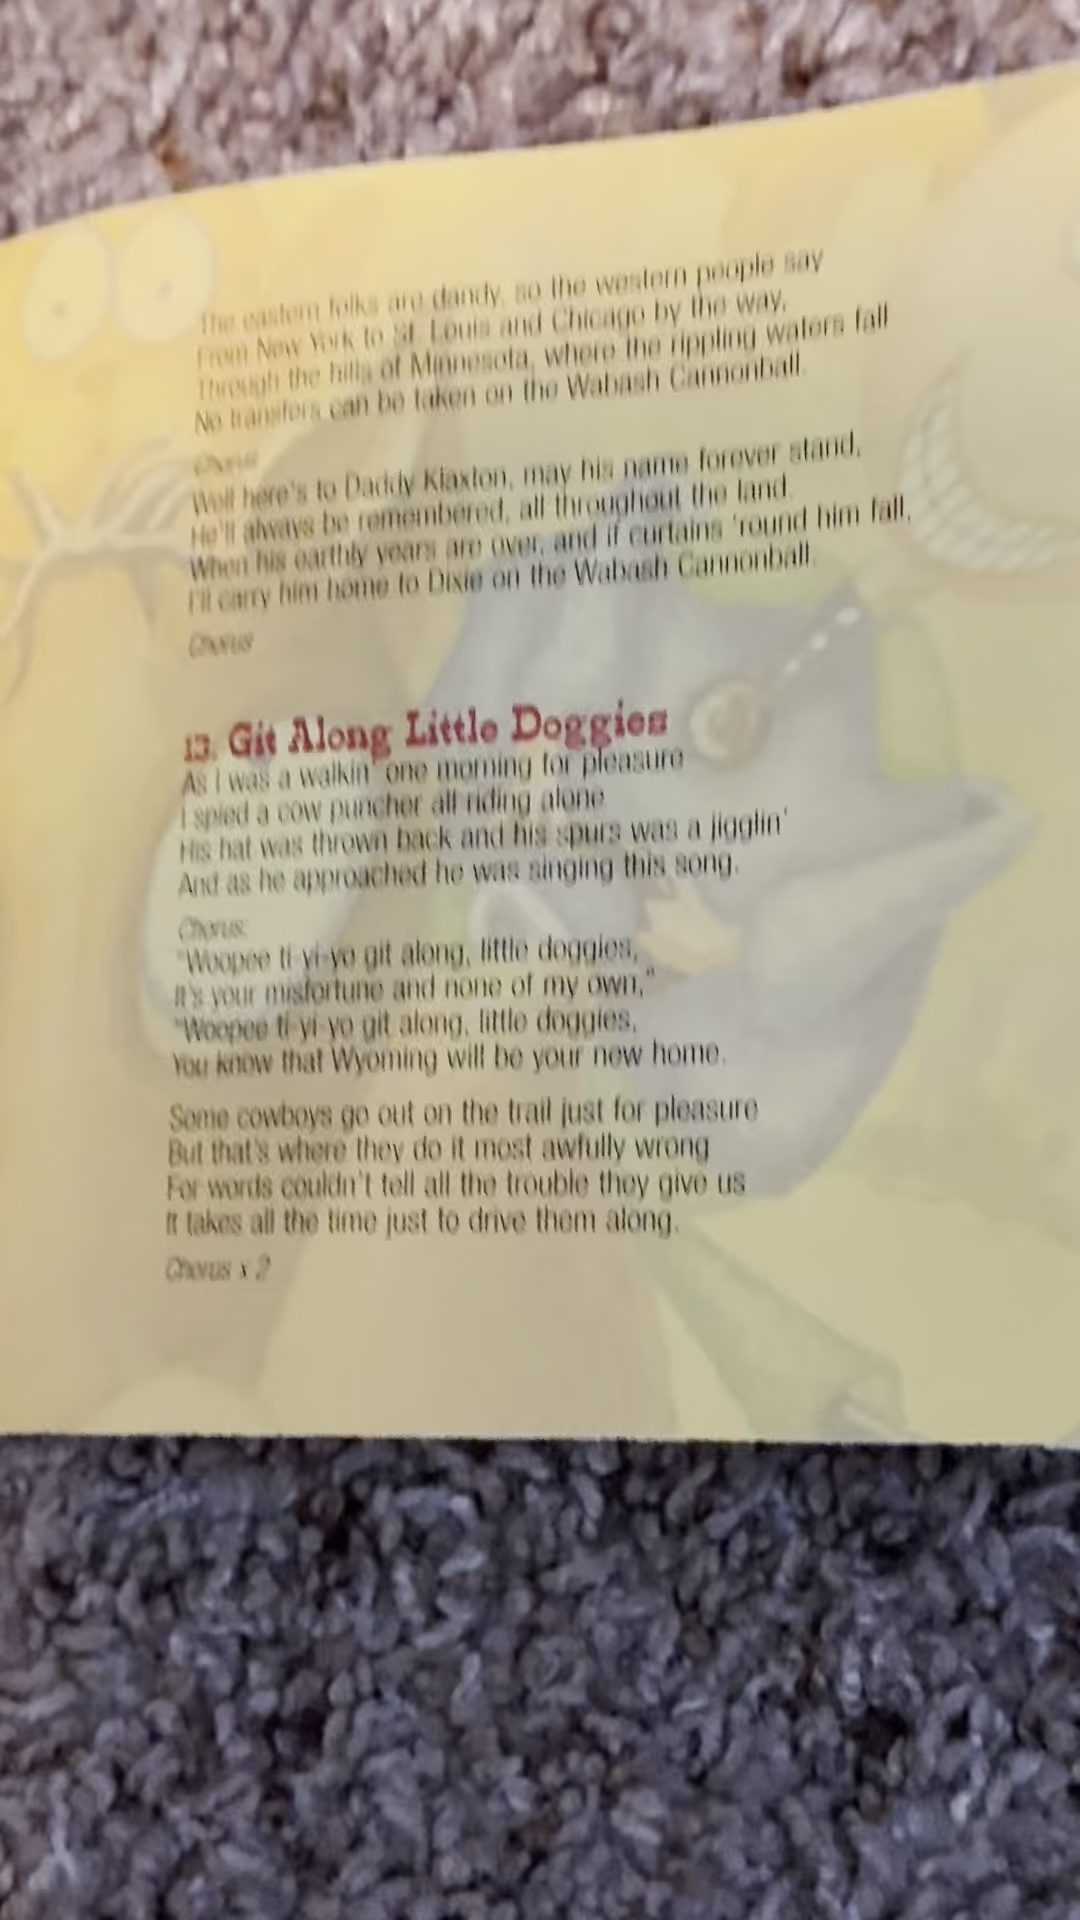 The eastern folks are dandy, so the western people say
From New York to St. Louis and Chicago by the way,
Through the hills of Minnesota, where the rippling waters fall
No transfers can be taken on the Wabash Cannonball.
Chorus
Well here's to Daddy Klaxton, may his name forever stand,
He'll always be remembered, all throughout the land.
When his earthly years are over, and if curtains 'round him fall,
I'll carry him home to Dixie on the Wabash Cannonball.
Chorus
13. Git Along Little Doggies
As I was a walkin' one morning for pleasure
I spied a cow puncher all riding alone
His hat was thrown back and his spurs was a jigglin'
And as he approached he was singing this song.
Chorus:
"Woopee ti-yi-yo git along, little doggies,
It's your misfortune and none of my own,"
"Woopee ti-yi-yo git along, little doggies,
You know that Wyoming will be your new home.
Some cowboys go out on the trail just for pleasure
But that's where they do it most awfully wrong
For words couldn't tell all the trouble they give us
It takes all the time just to drive them along.
Chorus x 2